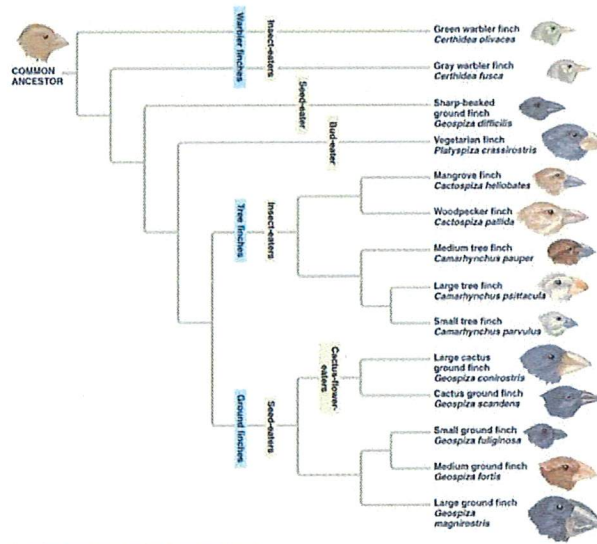 COMMON
ANCESTOR
Warbler finches
Insect-eaters
Seed-eater
Bud-eater
Tree finches
Insect-eaters
Cactus-flower-
eaters
Ground finches
Seed-eaters
Green warbler finch
Certhidea olivacea
Gray warbler finch
Certhidea fusca
Sharp-beaked
ground finch
Geospiza difficilis
Vegetarian finch
Platyspiza crassirostris
Mangrove finch
Cactospiza heliobates
Woodpecker finch
Cactospiza pallida
Medium tree finch
Camarhynchus pauper
Large tree finch
Camarhynchus psittacula
Small tree finch
Camarhynchus parvulus
Large cactus
ground finch
Geospiza conirostris
Cactus ground finch
Geospiza scandens
Small ground finch
Geospiza fuliginosa
Medium ground finch
Geospiza fortis
Large ground finch
Geospiza
magnirostris